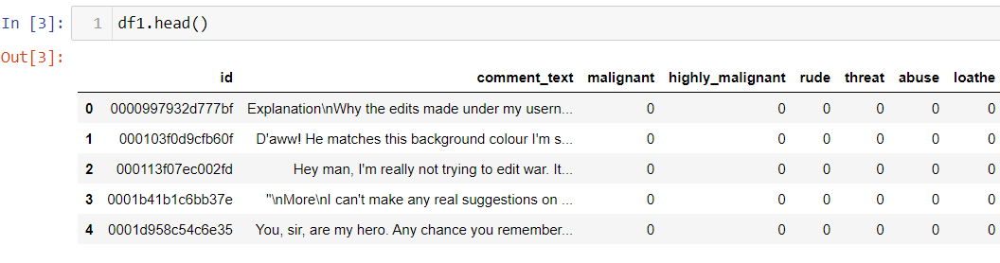 In [3]: 1 df1.head()
Out[3]:
id comment_text malignant highly_malignant rude threat abuse loathe
0 0000997932d777bf Explanation\nWhy the edits made under my usern... 0 0 0 0 0 0
1 000103f0d9cfb60f D'aww! He matches this background colour I'm s... 0 0 0 0 0 0
2 000113f07ec002fd Hey man, I'm really not trying to edit war. It... 0 0 0 0 0 0
3 0001b41b1c6bb37e "\nMore\nI can't make any real suggestions on ... 0 0 0 0 0 0
4 0001d958c54c6e35 You, sir, are my hero. Any chance you remember... 0 0 0 0 0 0